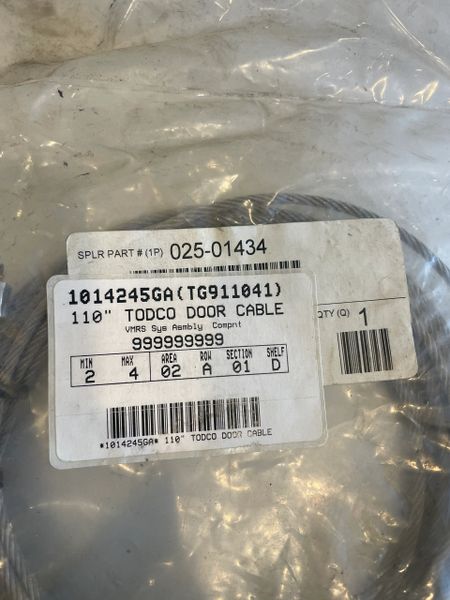 SPLR PART # (1P) 025-01434
1014245GA(TG911041)
110" TODCO DOOR CABLE
VMRS Sys Asmbly Compnt
999999999
MIN MAX AREA ROW SECTION SHELF
2 4 02 A 01 D
*1014245GA* 110" TODCO DOOR CABLE
QTY (Q) 1